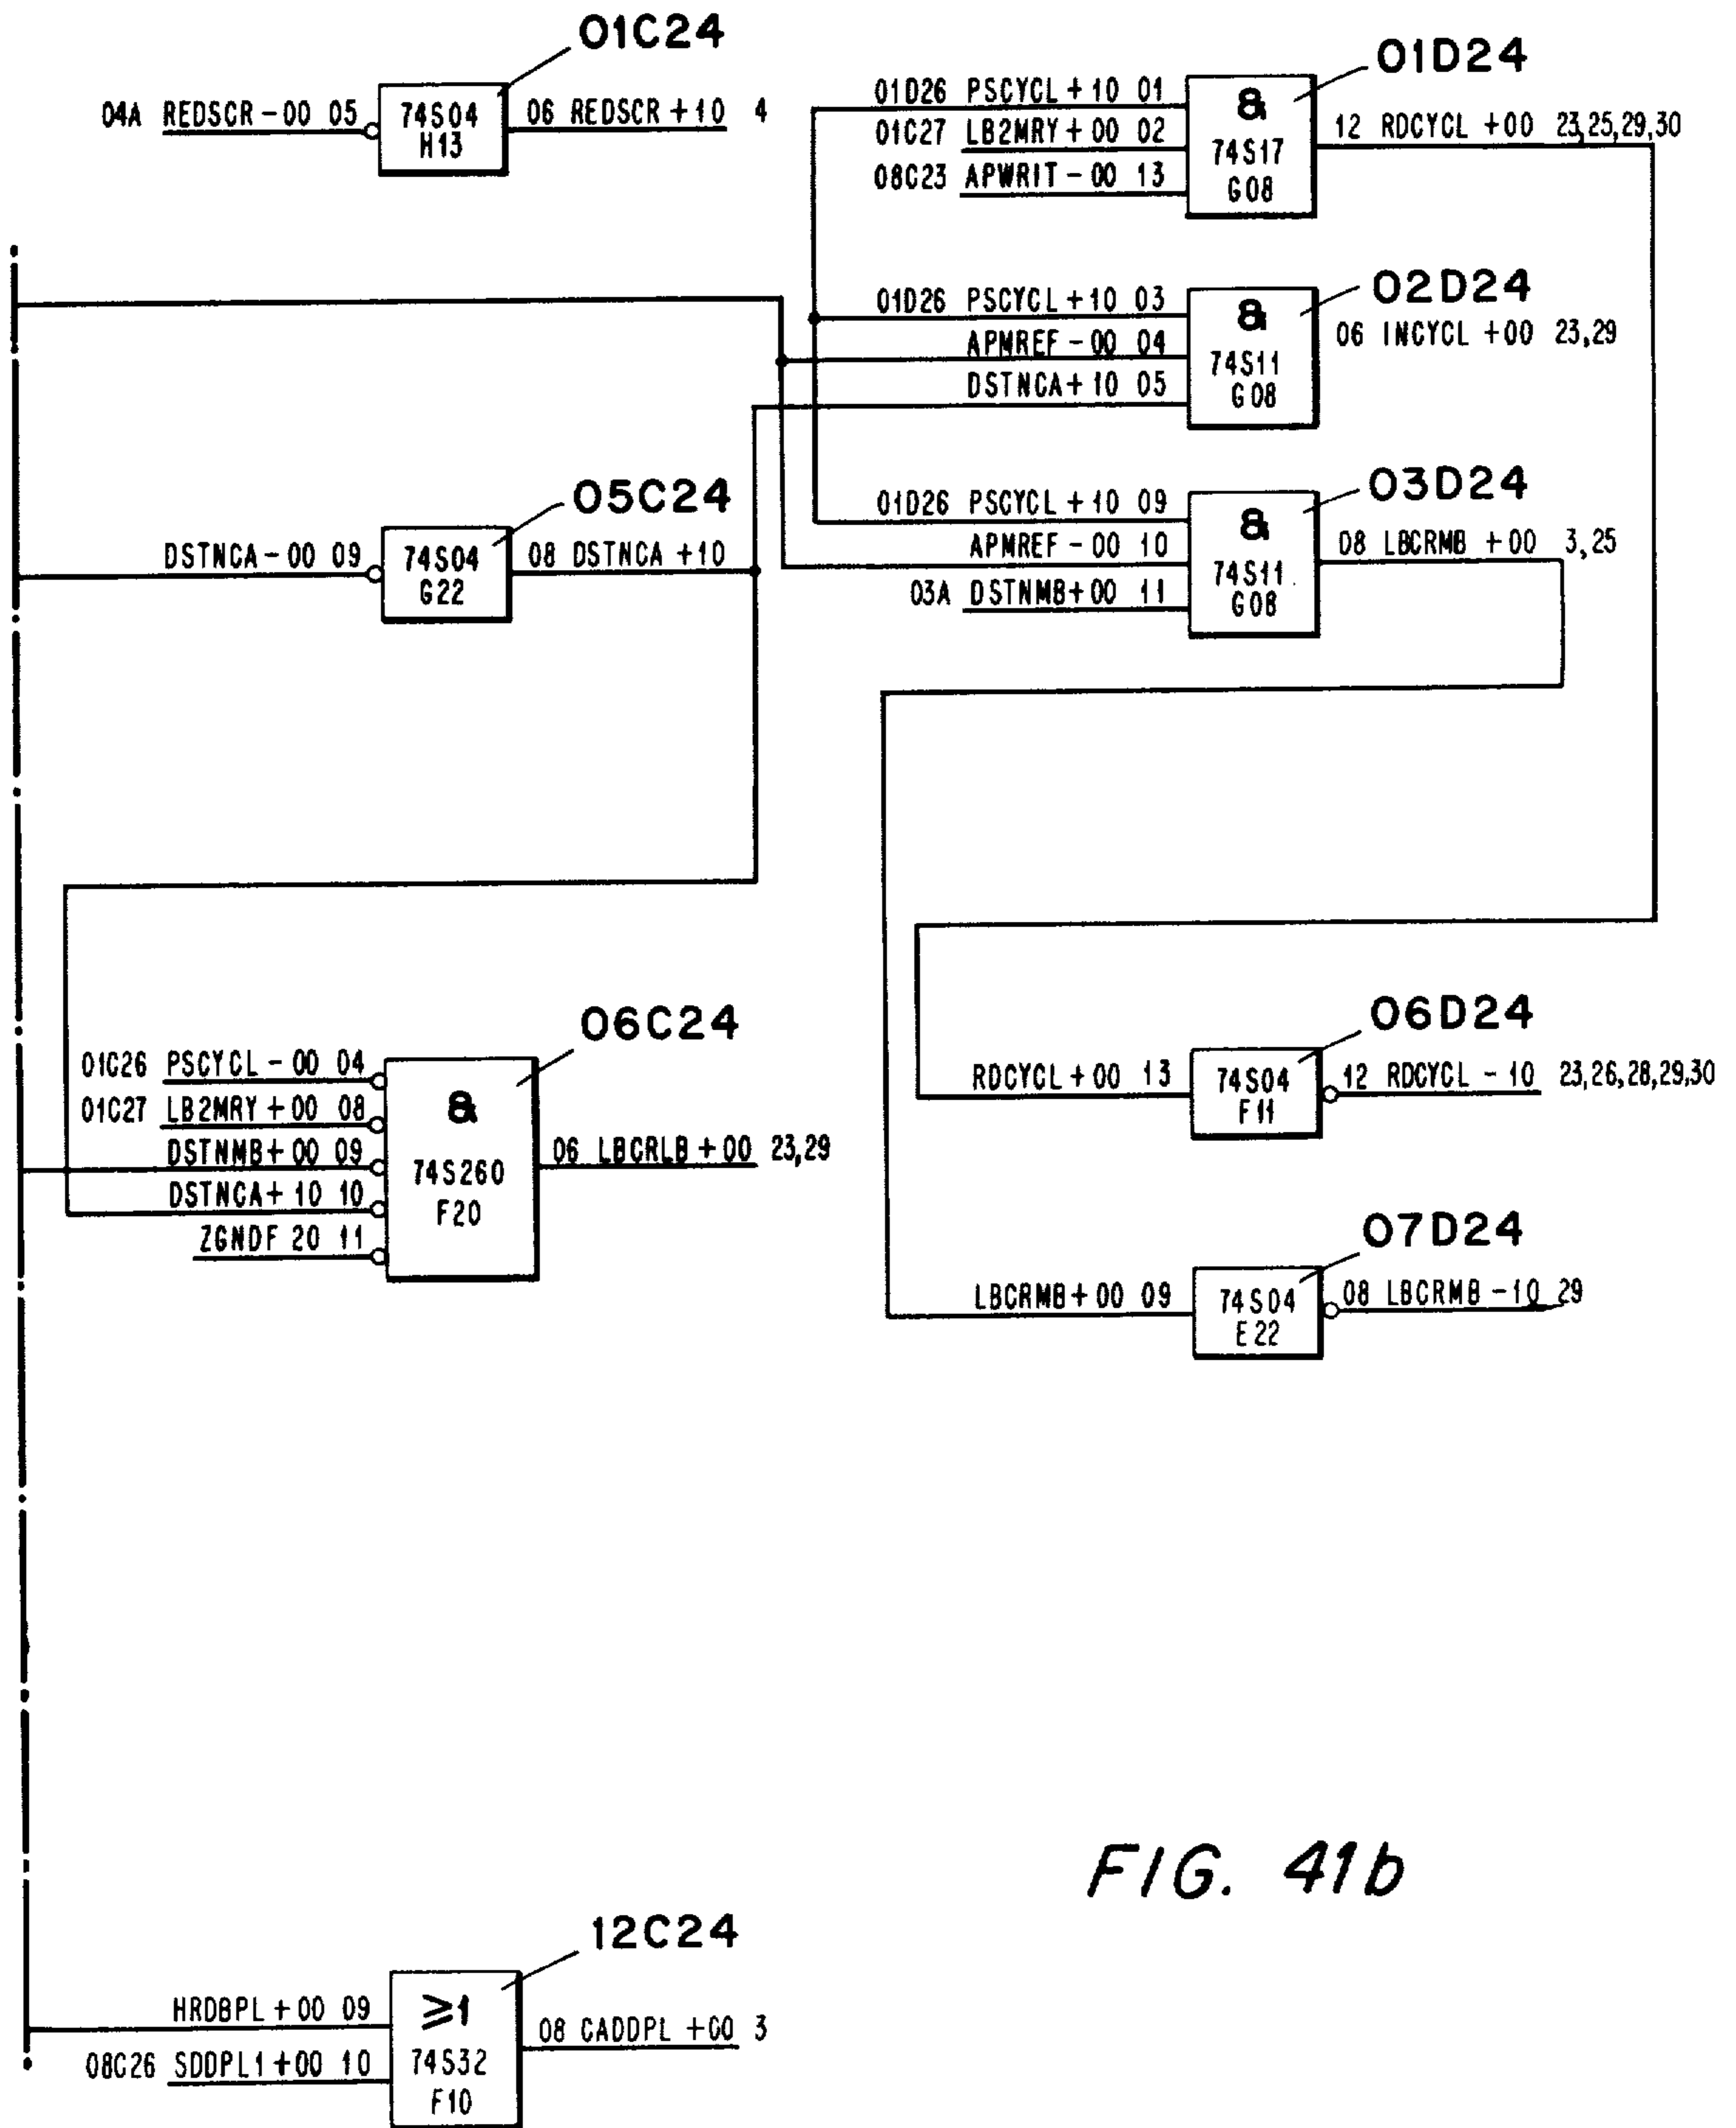 01C24
04A REDSCR-00 05
74S04
H13
06 REDSCR+10 4
01D24
01D26 PSCYCL+10 01
01C27 LB2MRY+00 02
08C23 APWRIT-00 13
&
74S17
G08
12 RDCYCL +00 23,25,29,30
02D24
01D26 PSCYCL+10 03
APMREF-00 04
DSTNCA+10 05
&
74S11
G08
06 INCYCL +00 23,29
05C24
DSTNCA-00 09
74S04
G22
08 DSTNCA +10
03D24
01D26 PSCYCL+10 09
APMREF-00 10
03A DSTNMB+00 11
&
74S11
G08
08 LBCRMB +00 3,25
06C24
01C26 PSCYCL-00 04
01C27 LB2MRY+00 08
DSTNMB+00 09
DSTNCA+10 10
ZGNDF 20 11
&
74S260
F20
06 LBCRLB+00 23,29
06D24
RDCYCL+00 13
74S04
F11
12 RDCYCL-10 23,26,28,29,30
07D24
LBCRMB+00 09
74S04
E22
08 LBCRMB-10 29
12C24
HRDBPL+00 09
08C26 SDDPL1+00 10
≥1
74S32
F10
08 CADDPL+00 3
FIG. 41b